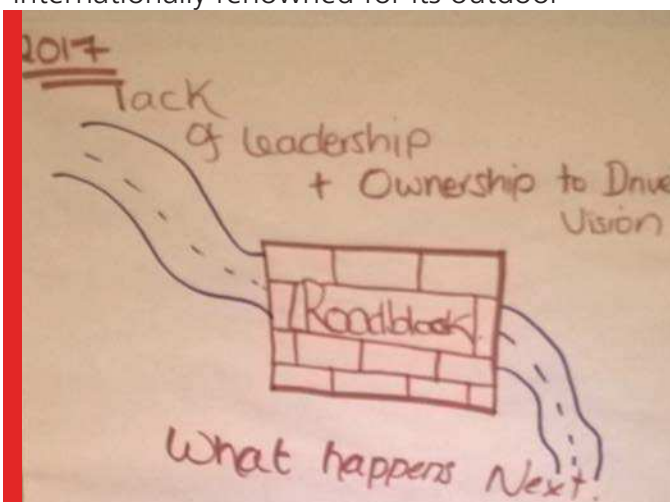 internationally renowned for its outdoor
2017
lack
of leadership
+ Ownership to Drive
Vision
Roadblock
What happens Next